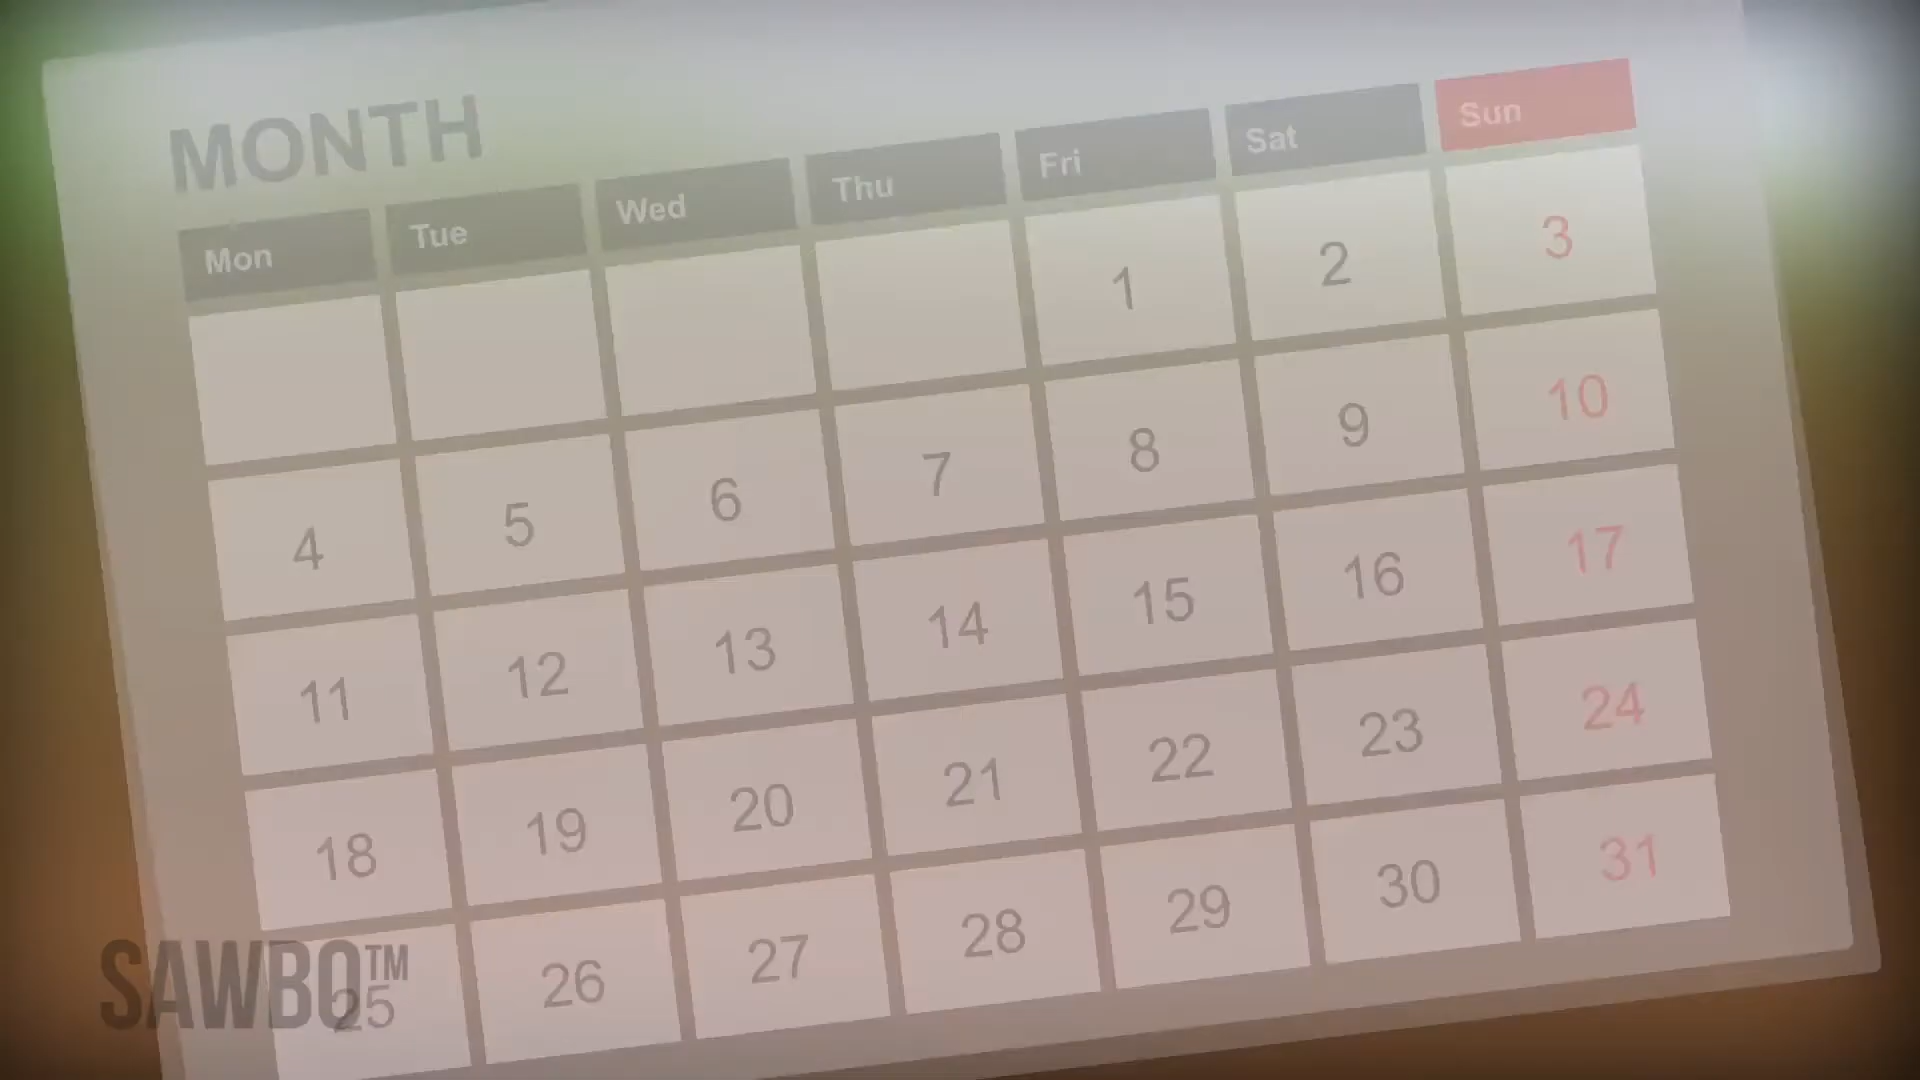 MONTH
Mon Tue Wed Thu Fri Sat Sun
1 2 3
4 5 6 7 8 9 10
11 12 13 14 15 16 17
18 19 20 21 22 23 24
25 26 27 28 29 30 31
SAWBO™